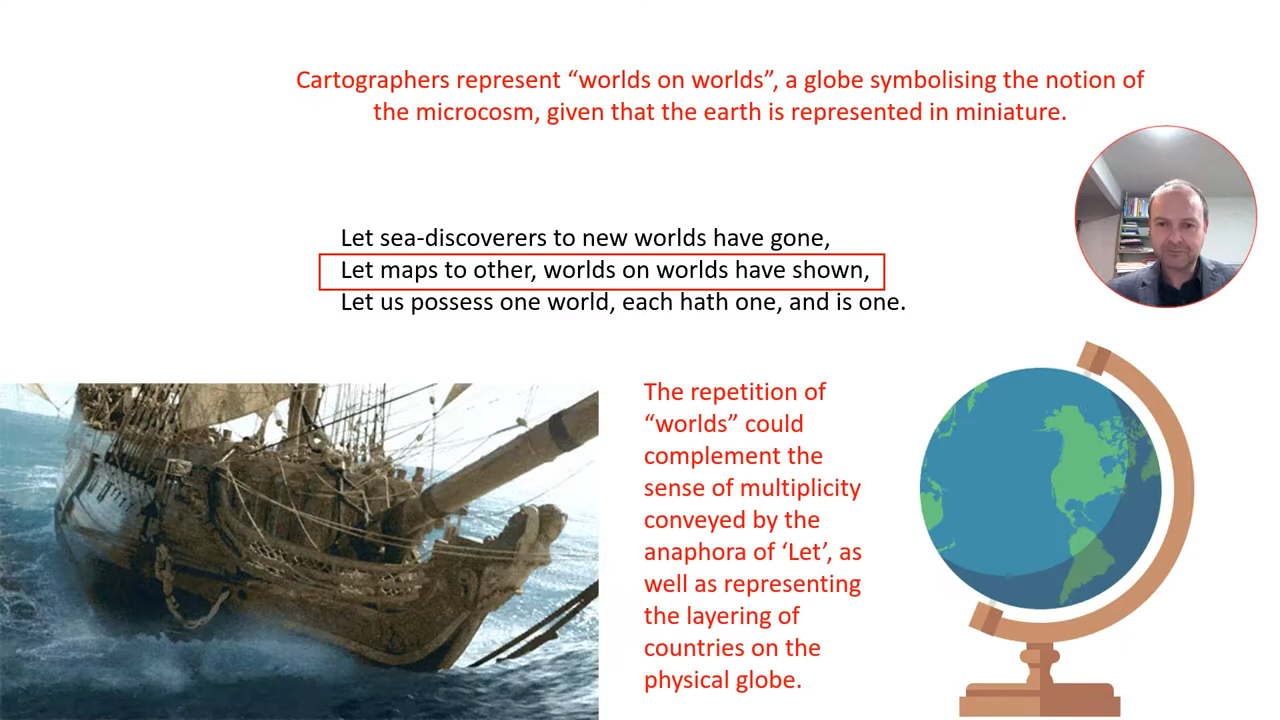 Cartographers represent “worlds on worlds”, a globe symbolising the notion of
the microcosm, given that the earth is represented in miniature.
Let sea-discoverers to new worlds have gone,
Let maps to other, worlds on worlds have shown,
Let us possess one world, each hath one, and is one.
The repetition of
“worlds” could
complement the
sense of multiplicity
conveyed by the
anaphora of ‘Let’, as
well as representing
the layering of
countries on the
physical globe.